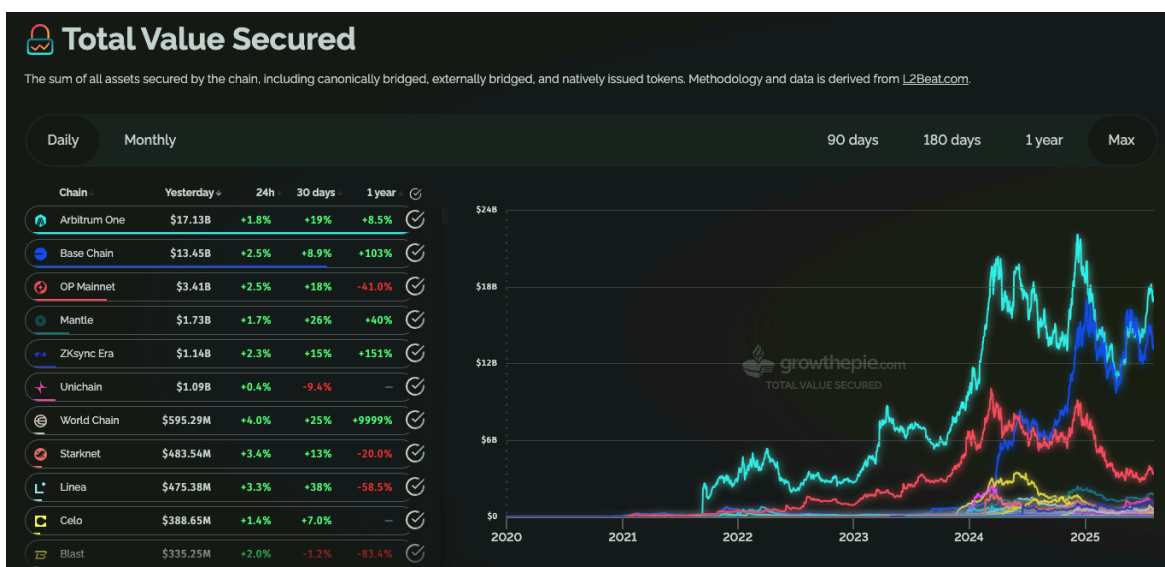 Total Value Secured
The sum of all assets secured by the chain, including canonically bridged, externally bridged, and natively issued tokens. Methodology and data is derived from L2Beat.com.
Daily Monthly 90 days 180 days 1 year Max
Chain Yesterday 24h 30 days 1 year
Arbitrum One $17.13B +1.8% +19% +8.5%
Base Chain $13.45B +2.5% +8.9% +103%
OP Mainnet $3.41B +2.5% +18% -41.0%
Mantle $1.73B +1.7% +26% +40%
ZKsync Era $1.14B +2.3% +15% +151%
Unichain $1.09B +0.4% -9.4% —
World Chain $595.29M +4.0% +25% +9999%
Starknet $483.54M +3.4% +13% -20.0%
Linea $475.38M +3.3% +38% -58.5%
Celo $388.65M +1.4% +7.0% —
Blast $335.25M +2.0% -1.2% -83.4%
$24B
$18B
$12B
$6B
$0
growthepie.com
TOTAL VALUE SECURED
2020 2021 2022 2023 2024 2025